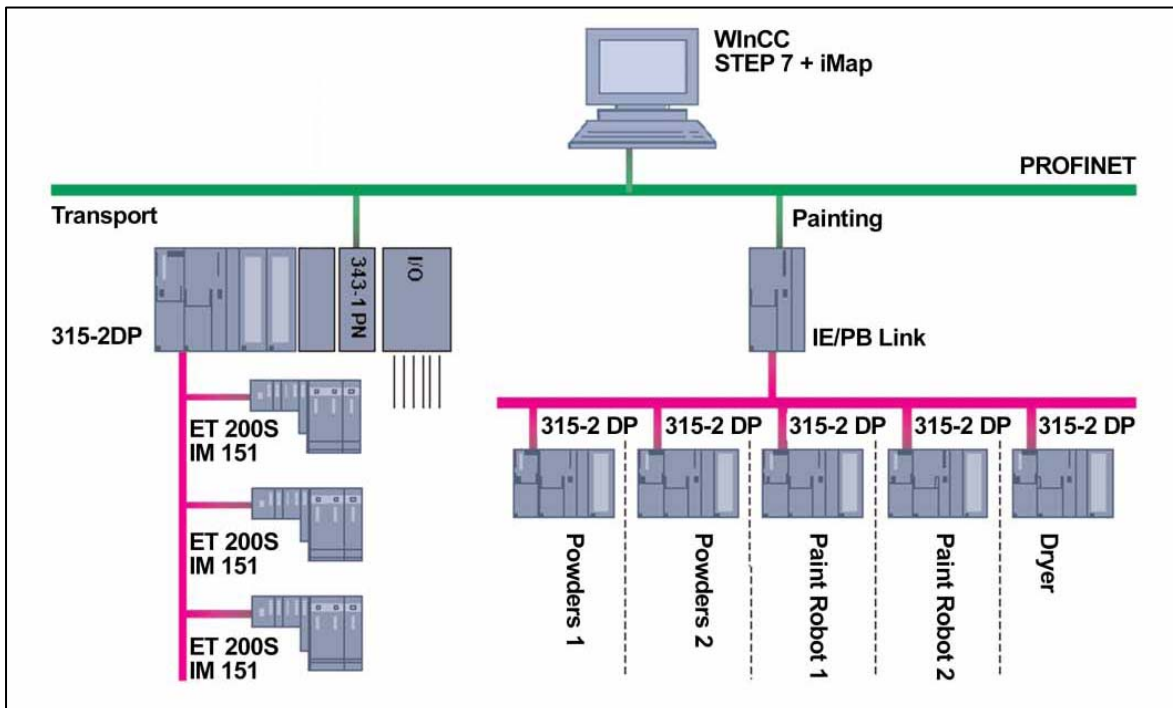 WInCC
STEP 7 + iMap
PROFINET
Transport
Painting
343-1 PN
I/O
315-2DP
IE/PB Link
ET 200S
IM 151
ET 200S
IM 151
ET 200S
IM 151
315-2 DP
315-2 DP
315-2 DP
315-2 DP
315-2 DP
Powders 1
Powders 2
Paint Robot 1
Paint Robot 2
Dryer